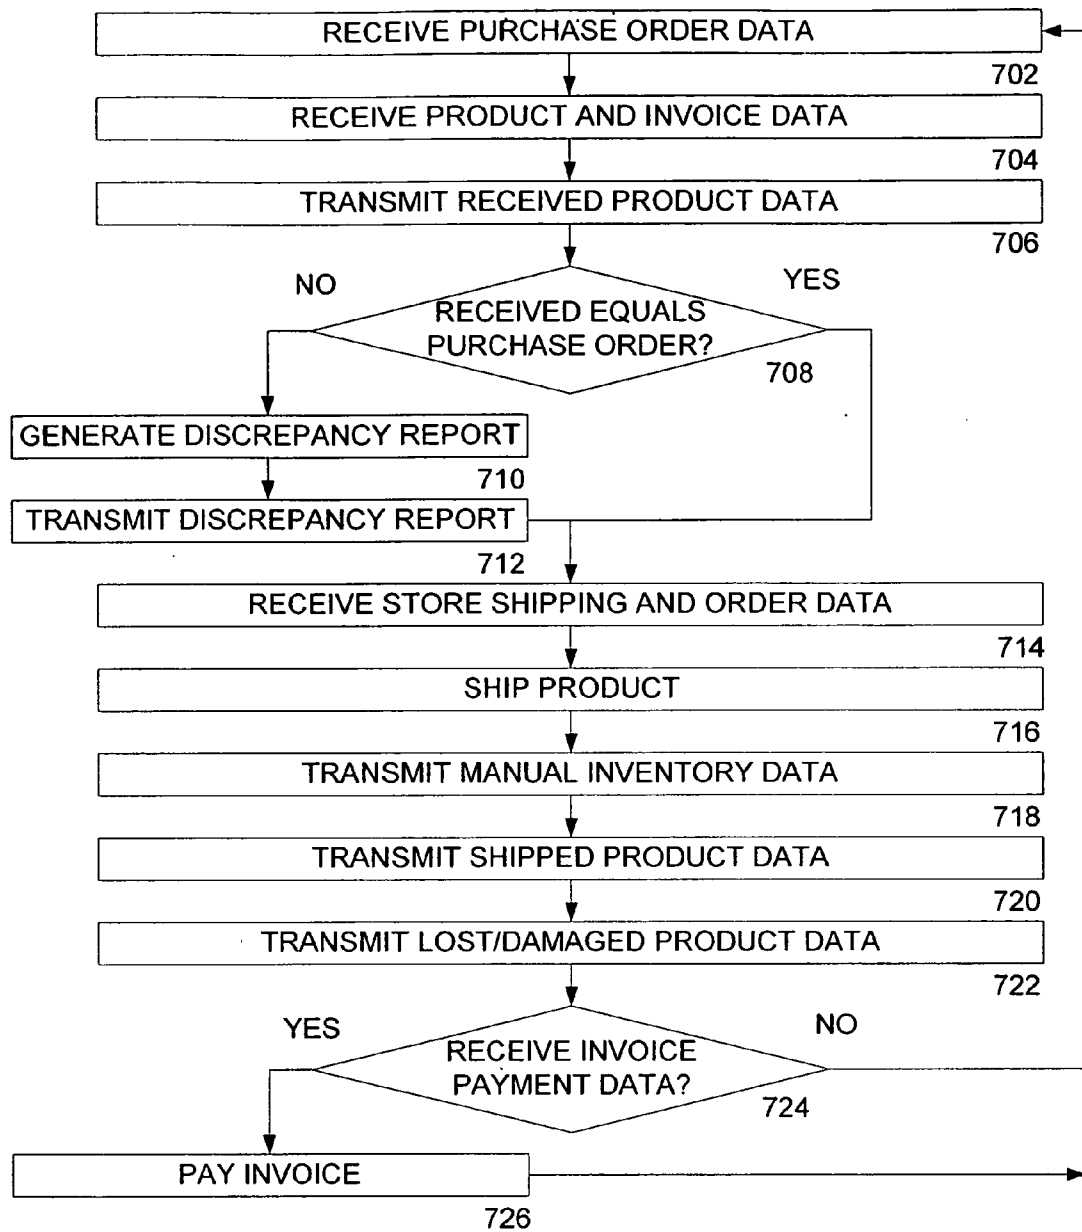 RECEIVE PURCHASE ORDER DATA
702
RECEIVE PRODUCT AND INVOICE DATA
704
TRANSMIT RECEIVED PRODUCT DATA
706
NO
YES
RECEIVED EQUALS
PURCHASE ORDER?
708
GENERATE DISCREPANCY REPORT
710
TRANSMIT DISCREPANCY REPORT
712
RECEIVE STORE SHIPPING AND ORDER DATA
714
SHIP PRODUCT
716
TRANSMIT MANUAL INVENTORY DATA
718
TRANSMIT SHIPPED PRODUCT DATA
720
TRANSMIT LOST/DAMAGED PRODUCT DATA
722
YES
NO
RECEIVE INVOICE
PAYMENT DATA?
724
PAY INVOICE
726